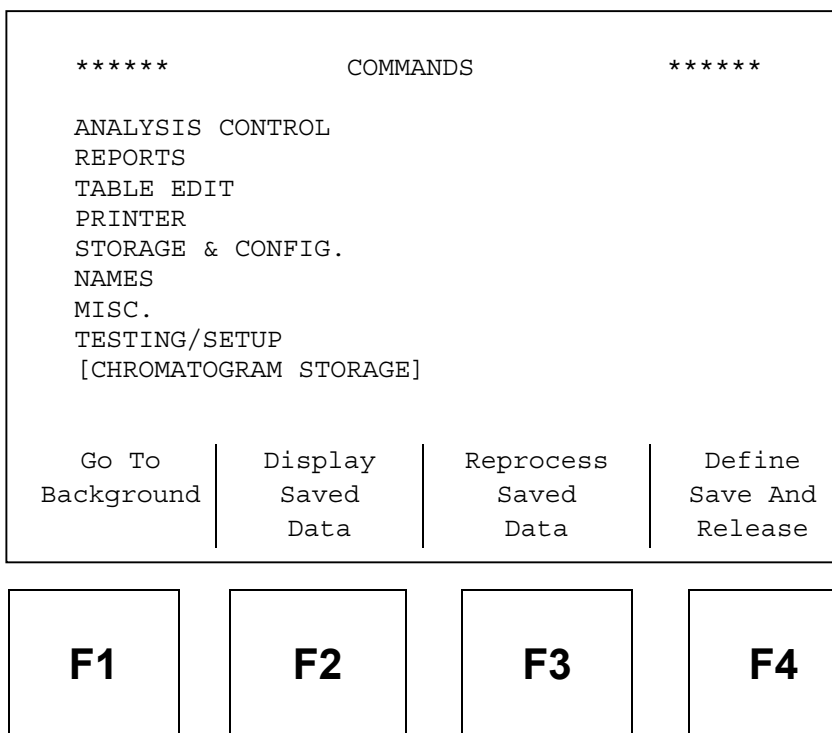 ****** COMMANDS ******
ANALYSIS CONTROL
REPORTS
TABLE EDIT
PRINTER
STORAGE & CONFIG.
NAMES
MISC.
TESTING/SETUP
[CHROMATOGRAM STORAGE]
Go To Display Reprocess Define
Background Saved Saved Save And
Data Data Release
F1 F2 F3 F4